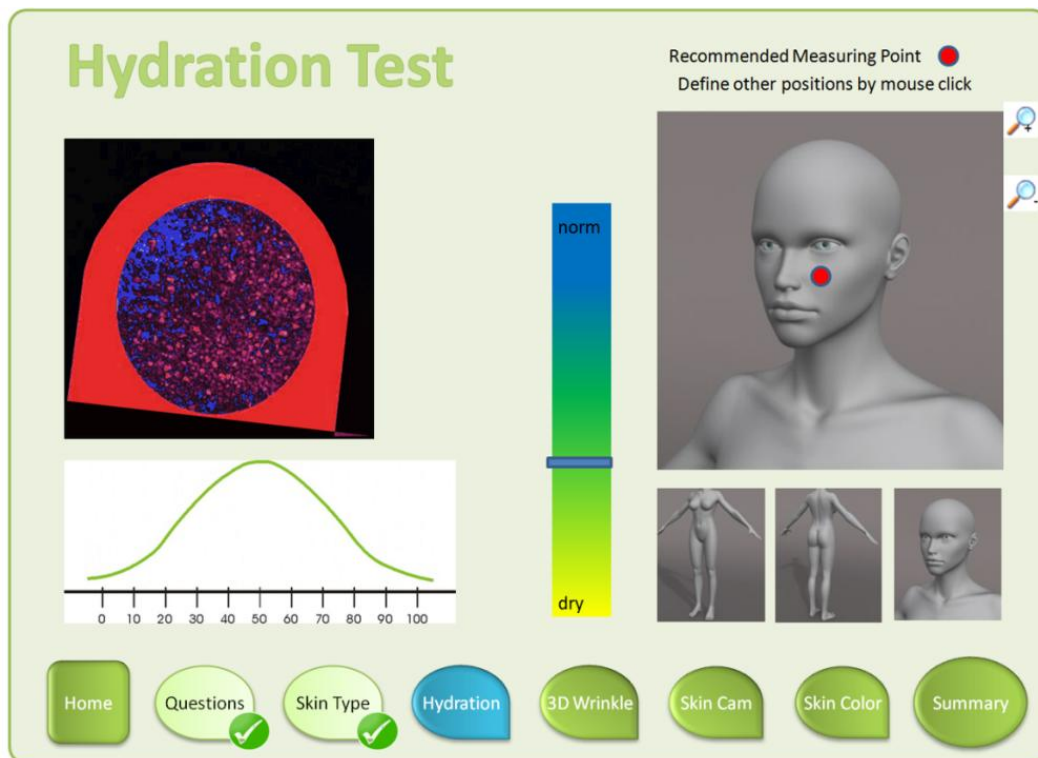 Hydration Test
Recommended Measuring Point
Define other positions by mouse click
norm
dry
0 10 20 30 40 50 60 70 80 90 100
Home
Questions
Skin Type
Hydration
3D Wrinkle
Skin Cam
Skin Color
Summary